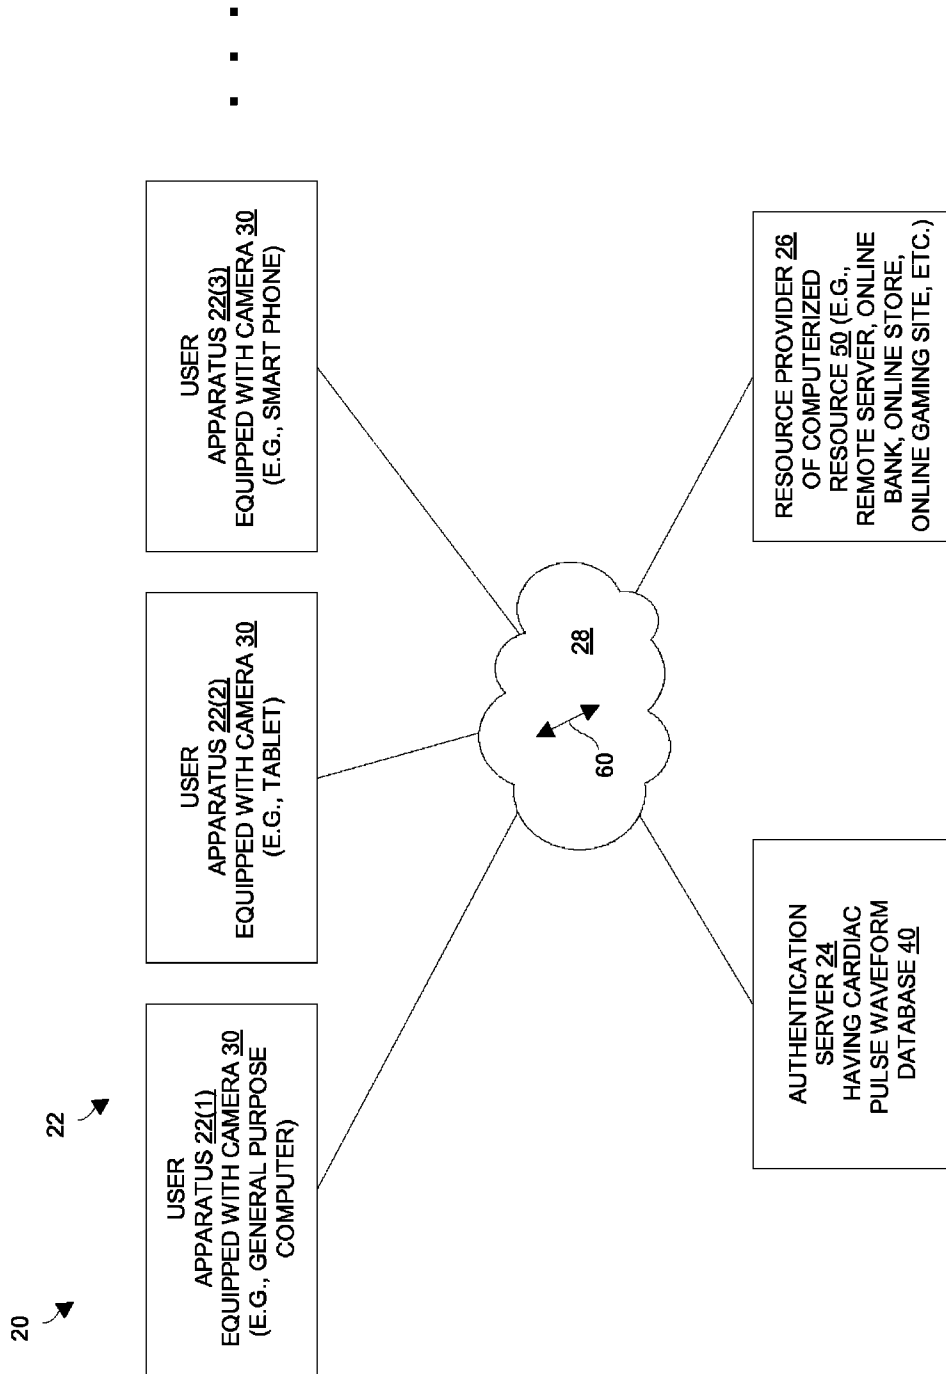 20
22
USER
APPARATUS 22(1)
EQUIPPED WITH CAMERA 30
(E.G., GENERAL PURPOSE
COMPUTER)
USER
APPARATUS 22(2)
EQUIPPED WITH CAMERA 30
(E.G., TABLET)
USER
APPARATUS 22(3)
EQUIPPED WITH CAMERA 30
(E.G., SMART PHONE)
28
60
AUTHENTICATION
SERVER 24
HAVING CARDIAC
PULSE WAVEFORM
DATABASE 40
RESOURCE PROVIDER 26
OF COMPUTERIZED
RESOURCE 50 (E.G.,
REMOTE SERVER, ONLINE
BANK, ONLINE STORE,
ONLINE GAMING SITE, ETC.)